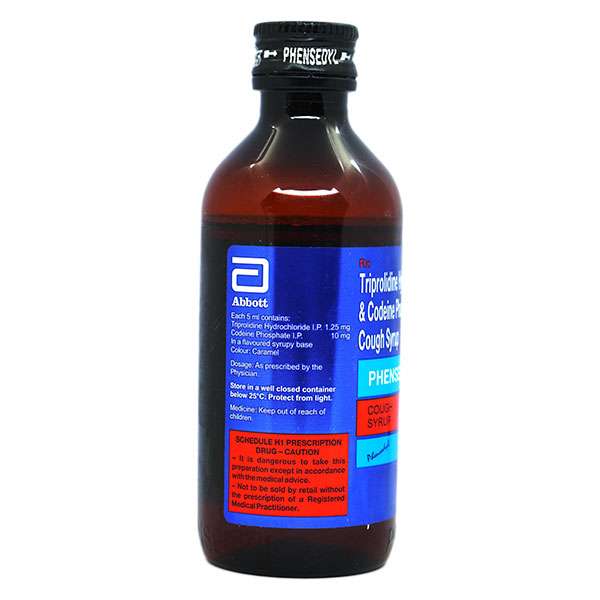 PHENSEDYL
Abbott
Each 5 ml contains:
Triprolidine Hydrochloride I.P. 1.25 mg
Codeine Phosphate I.P. 10 mg
In a flavoured syrupy base
Colour: Caramel
Dosage: As prescribed by the
Physician.
Store in a well closed container
below 25°C. Protect from light.
Medicine: Keep out of reach of
children.
SCHEDULE H1 PRESCRIPTION
DRUG – CAUTION
– It is dangerous to take this
preparation except in accordance
with the medical advice.
– Not to be sold by retail without
the prescription of a Registered
Medical Practitioner.
Rx
Triprolidine H
& Codeine Ph
Cough Syrup
PHENSE
COUGH
SYRUP